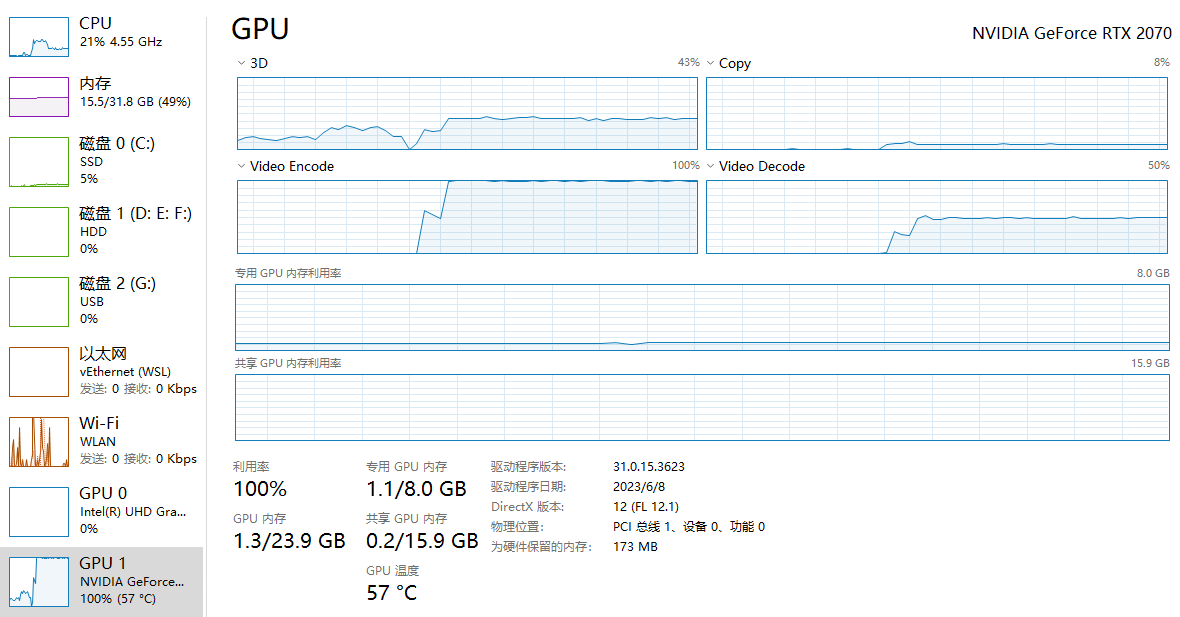 CPU
21% 4.55 GHz
内存
15.5/31.8 GB (49%)
磁盘 0 (C:)
SSD
5%
磁盘 1 (D: E: F:)
HDD
0%
磁盘 2 (G:)
USB
0%
以太网
vEthernet (WSL)
发送: 0 接收: 0 Kbps
Wi-Fi
WLAN
发送: 0 接收: 0 Kbps
GPU 0
Intel(R) UHD Gra...
0%
GPU 1
NVIDIA GeForce...
100% (57 °C)
GPU
NVIDIA GeForce RTX 2070
3D 43%
Copy 8%
Video Encode 100%
Video Decode 50%
专用 GPU 内存利用率 8.0 GB
共享 GPU 内存利用率 15.9 GB
利用率
100%
GPU 内存
1.3/23.9 GB
专用 GPU 内存
1.1/8.0 GB
共享 GPU 内存
0.2/15.9 GB
GPU 温度
57 °C
驱动程序版本: 31.0.15.3623
驱动程序日期: 2023/6/8
DirectX 版本: 12 (FL 12.1)
物理位置: PCI 总线 1、设备 0、功能 0
为硬件保留的内存: 173 MB